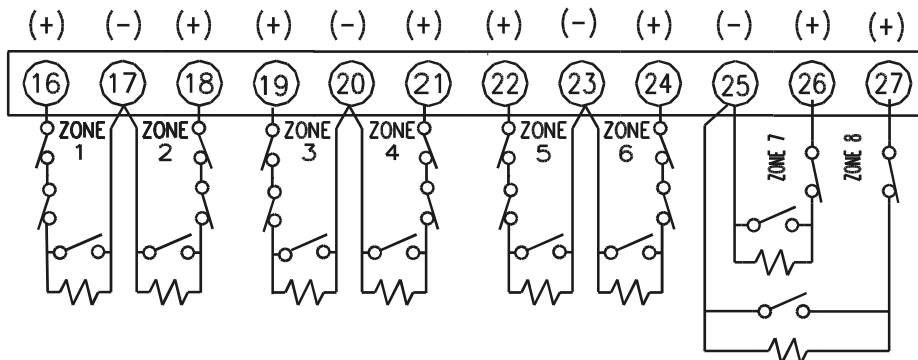 (+) (−) (+) (+) (−) (+) (+) (−) (+) (−) (+) (+)
16 17 18 19 20 21 22 23 24 25 26 27
ZONE 1
ZONE 2
ZONE 3
ZONE 4
ZONE 5
ZONE 6
ZONE 7
ZONE 8